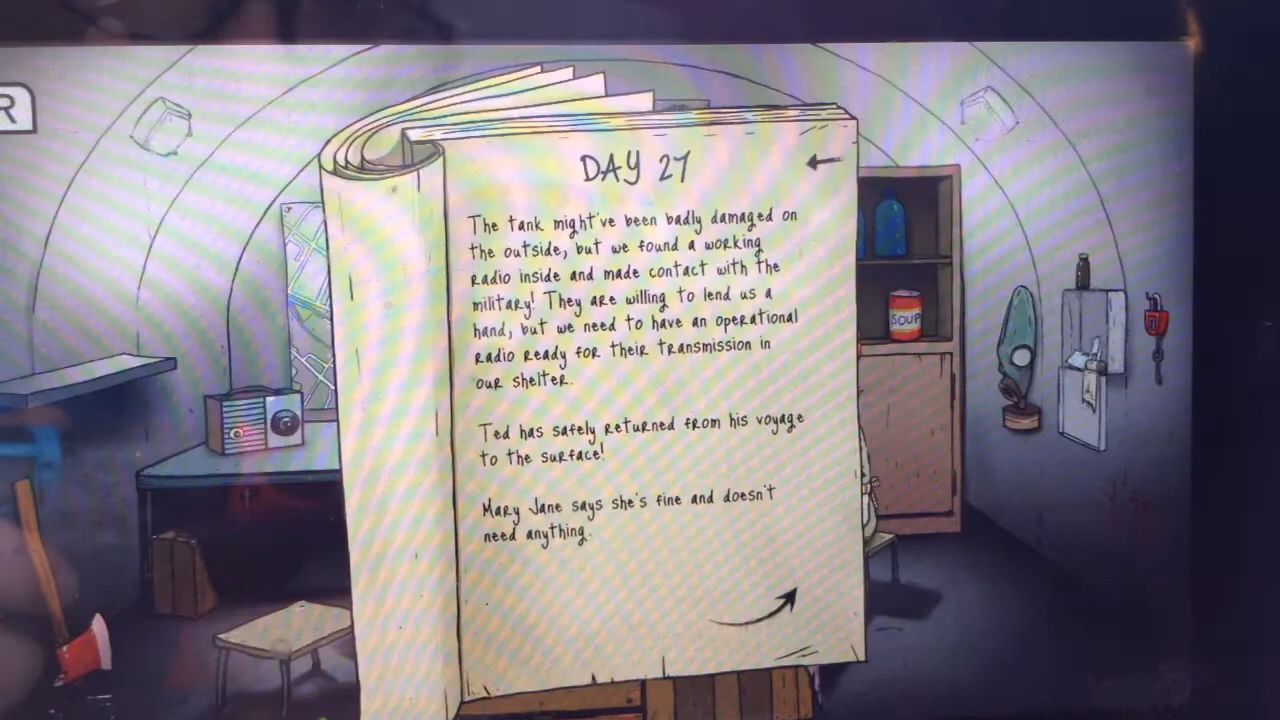 R
DAY 27
The tank might've been badly damaged on
the outside, but we found a working
radio inside and made contact with the
military! They are willing to lend us a
hand, but we need to have an operational
radio ready for their transmission in
our shelter.
Ted has safely returned from his voyage
to the surface!
Mary Jane says she's fine and doesn't
need anything.
SOUP